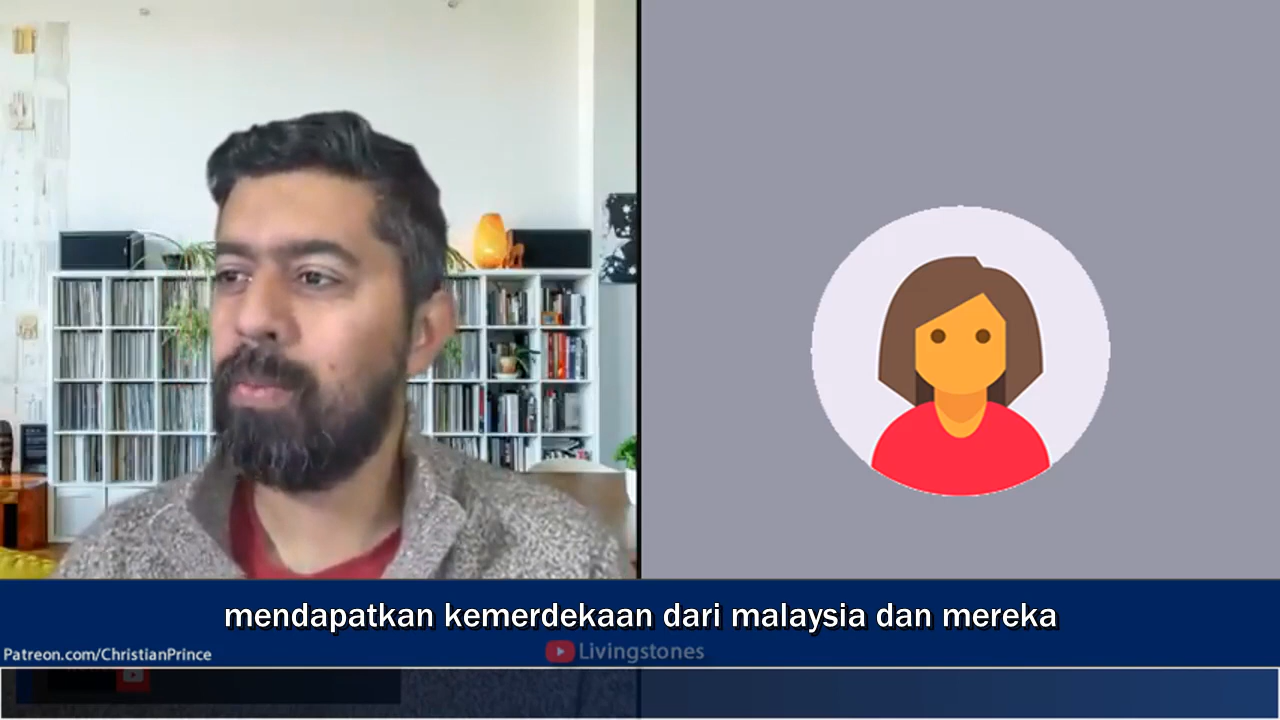 mendapatkan kemerdekaan dari malaysia dan mereka
Patreon.com/ChristianPrince
Livingstones